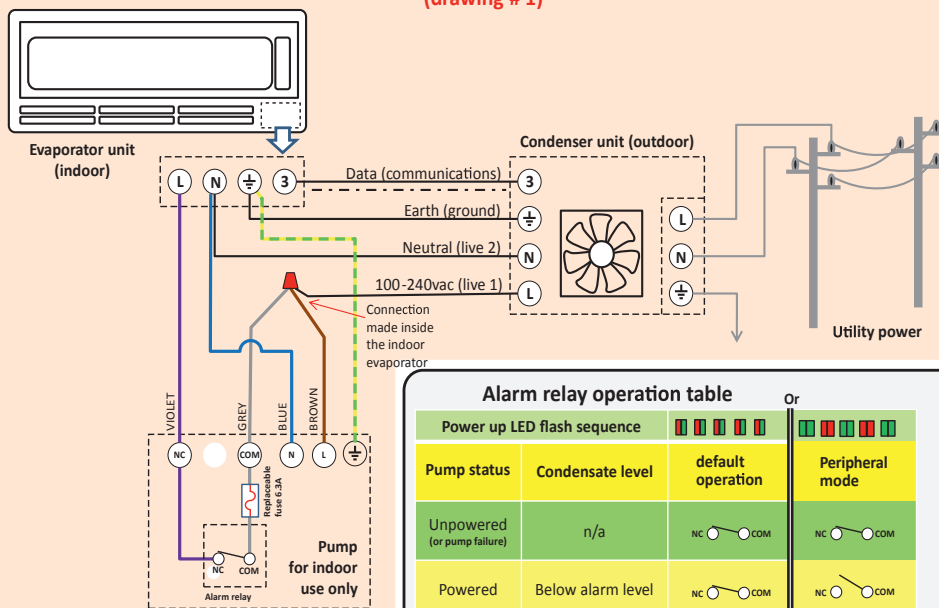 (drawing # 1)
Evaporator unit
(indoor)
Condenser unit (outdoor)
L
N
3
Data (communications)
3
Earth (ground)
L
Neutral (live 2)
N
N
100-240vac (live 1)
L
Connection
made inside
the indoor
evaporator
Utility power
VIOLET
GREY
BLUE
BROWN
NC
COM
N
L
Replaceable
fuse 6.3A
NC
COM
Alarm relay
Pump
for indoor
use only
Alarm relay operation table
Or
Power up LED flash sequence
Pump status
Condensate level
default
operation
Peripheral
mode
Unpowered
(or pump failure)
n/a
NC COM
NC COM
Powered
Below alarm level
NC COM
NC COM